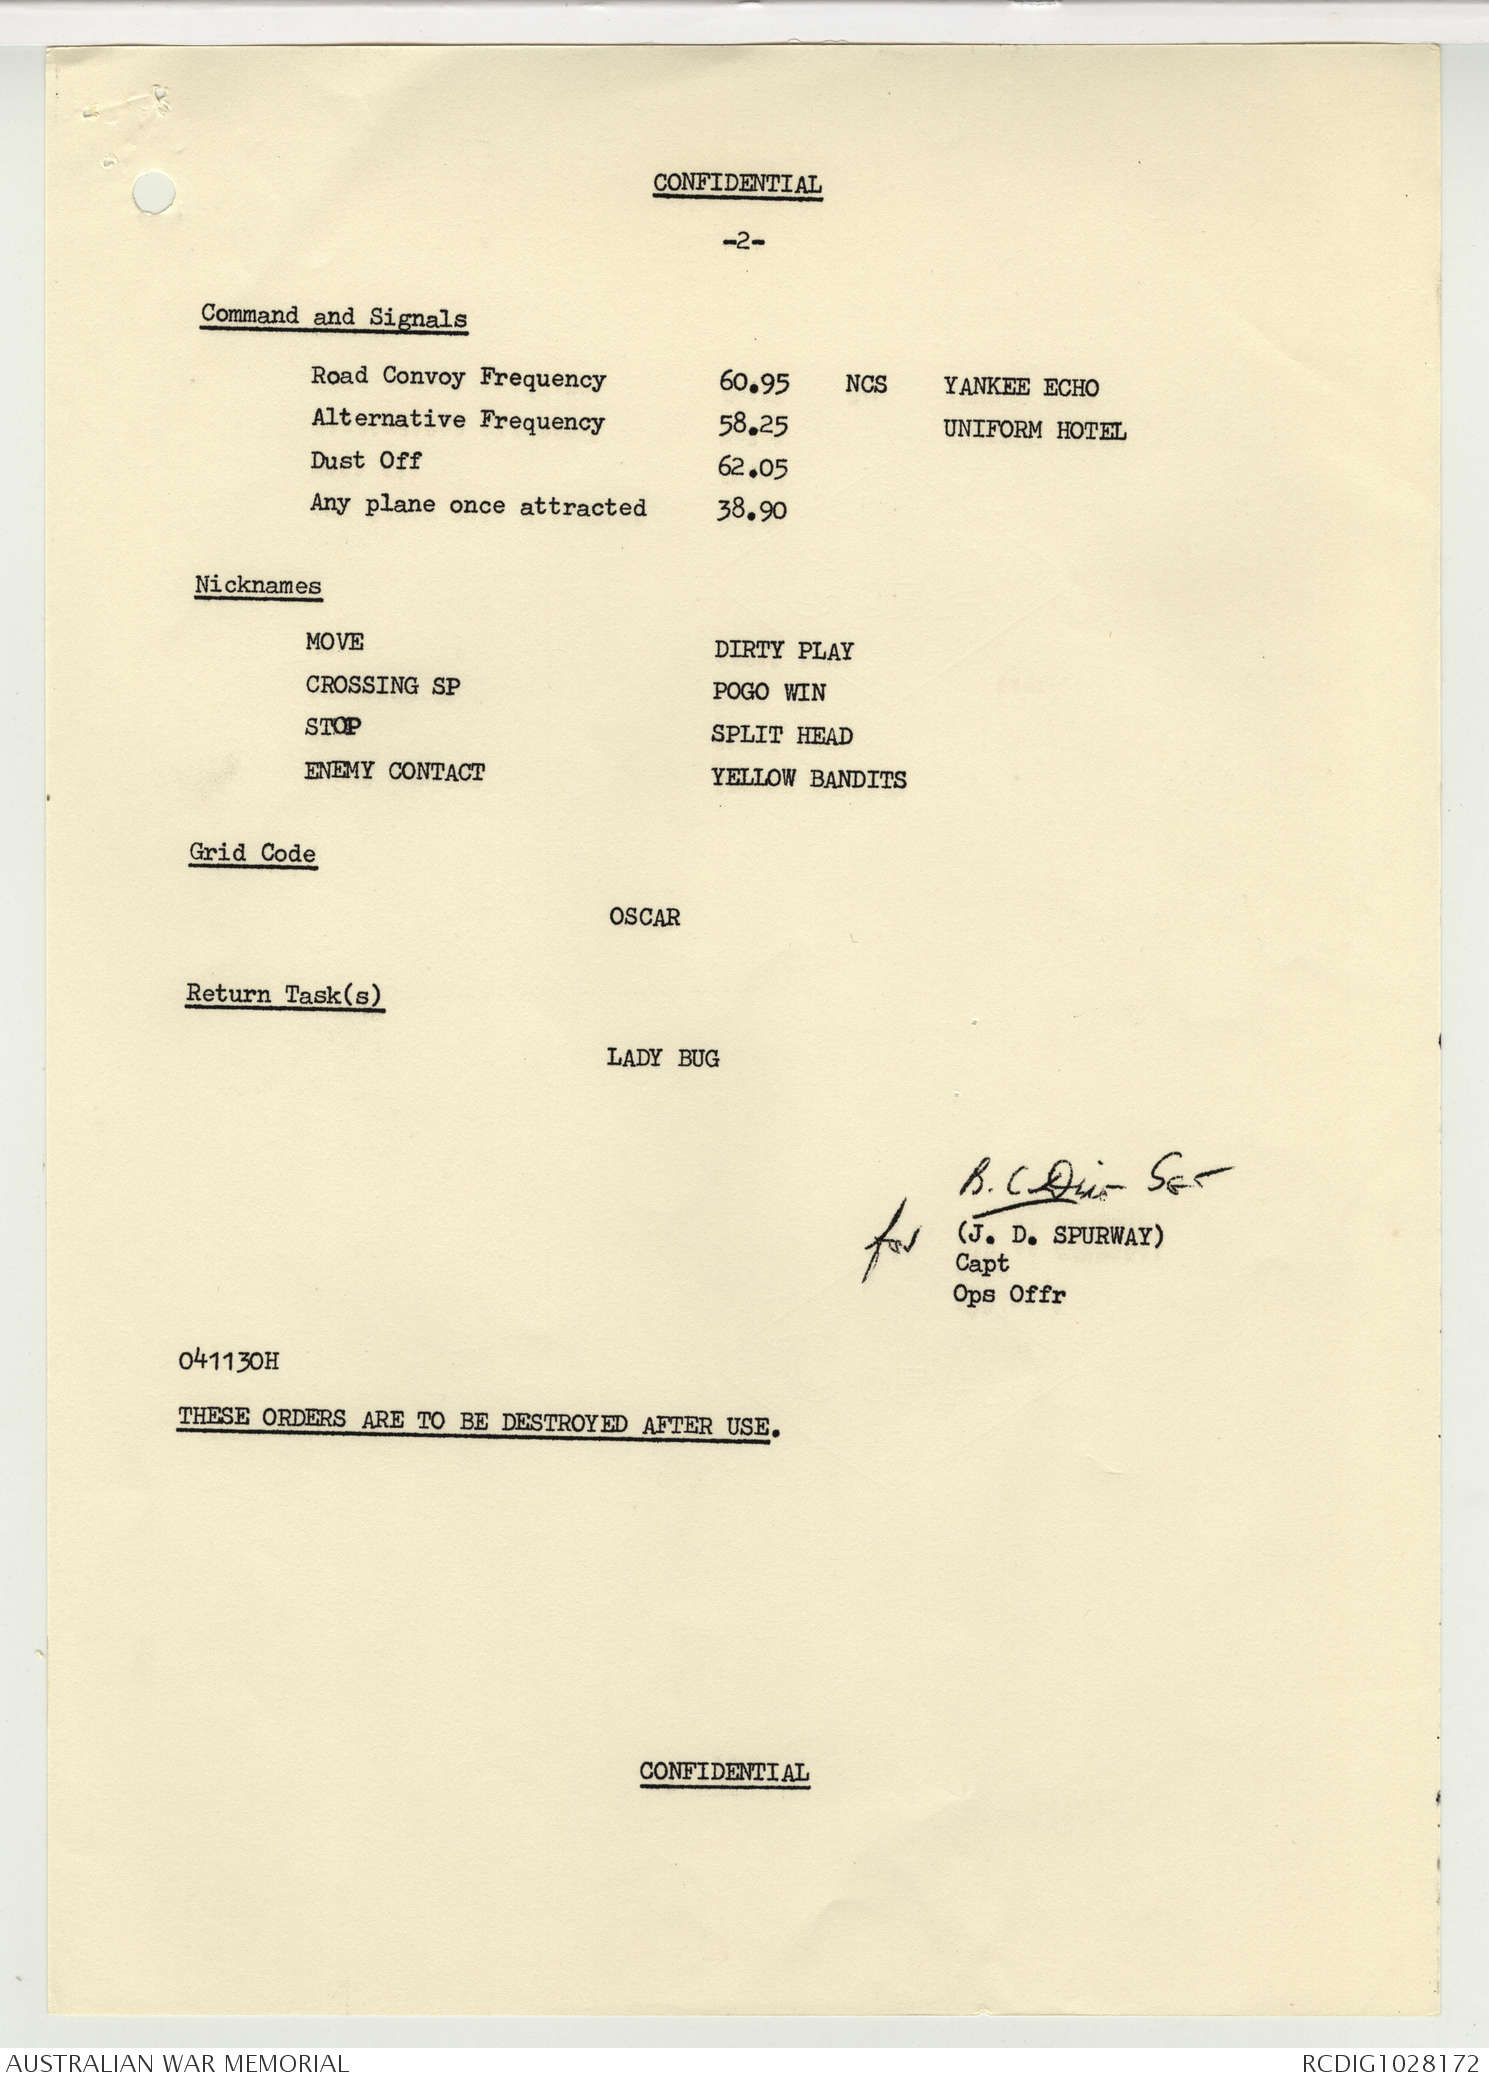 CONFIDENTIAL
-2-
Command and Signals
Road Convoy Frequency 60.95 NCS YANKEE ECHO
Alternative Frequency 58.25 UNIFORM HOTEL
Dust Off 62.05
Any plane once attracted 38.90
Nicknames
MOVE DIRTY PLAY
CROSSING SP POGO WIN
STOP SPLIT HEAD
ENEMY CONTACT YELLOW BANDITS
Grid Code
OSCAR
Return Task(s)
LADY BUG
B. C.
for (J. D. SPURWAY)
Capt
Ops Offr
041130H
THESE ORDERS ARE TO BE DESTROYED AFTER USE.
CONFIDENTIAL
AUSTRALIAN WAR MEMORIAL RCDIG1028172